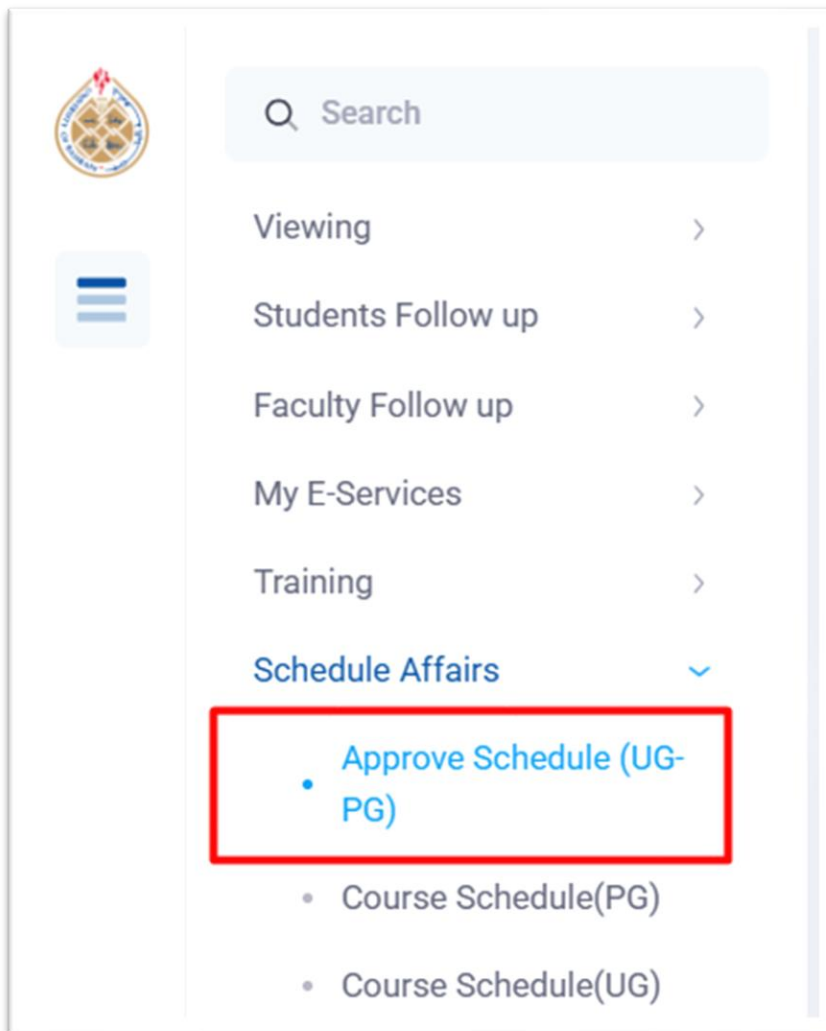 Search
Viewing
Students Follow up
Faculty Follow up
My E-Services
Training
Schedule Affairs
Approve Schedule (UG-
PG)
Course Schedule(PG)
Course Schedule(UG)